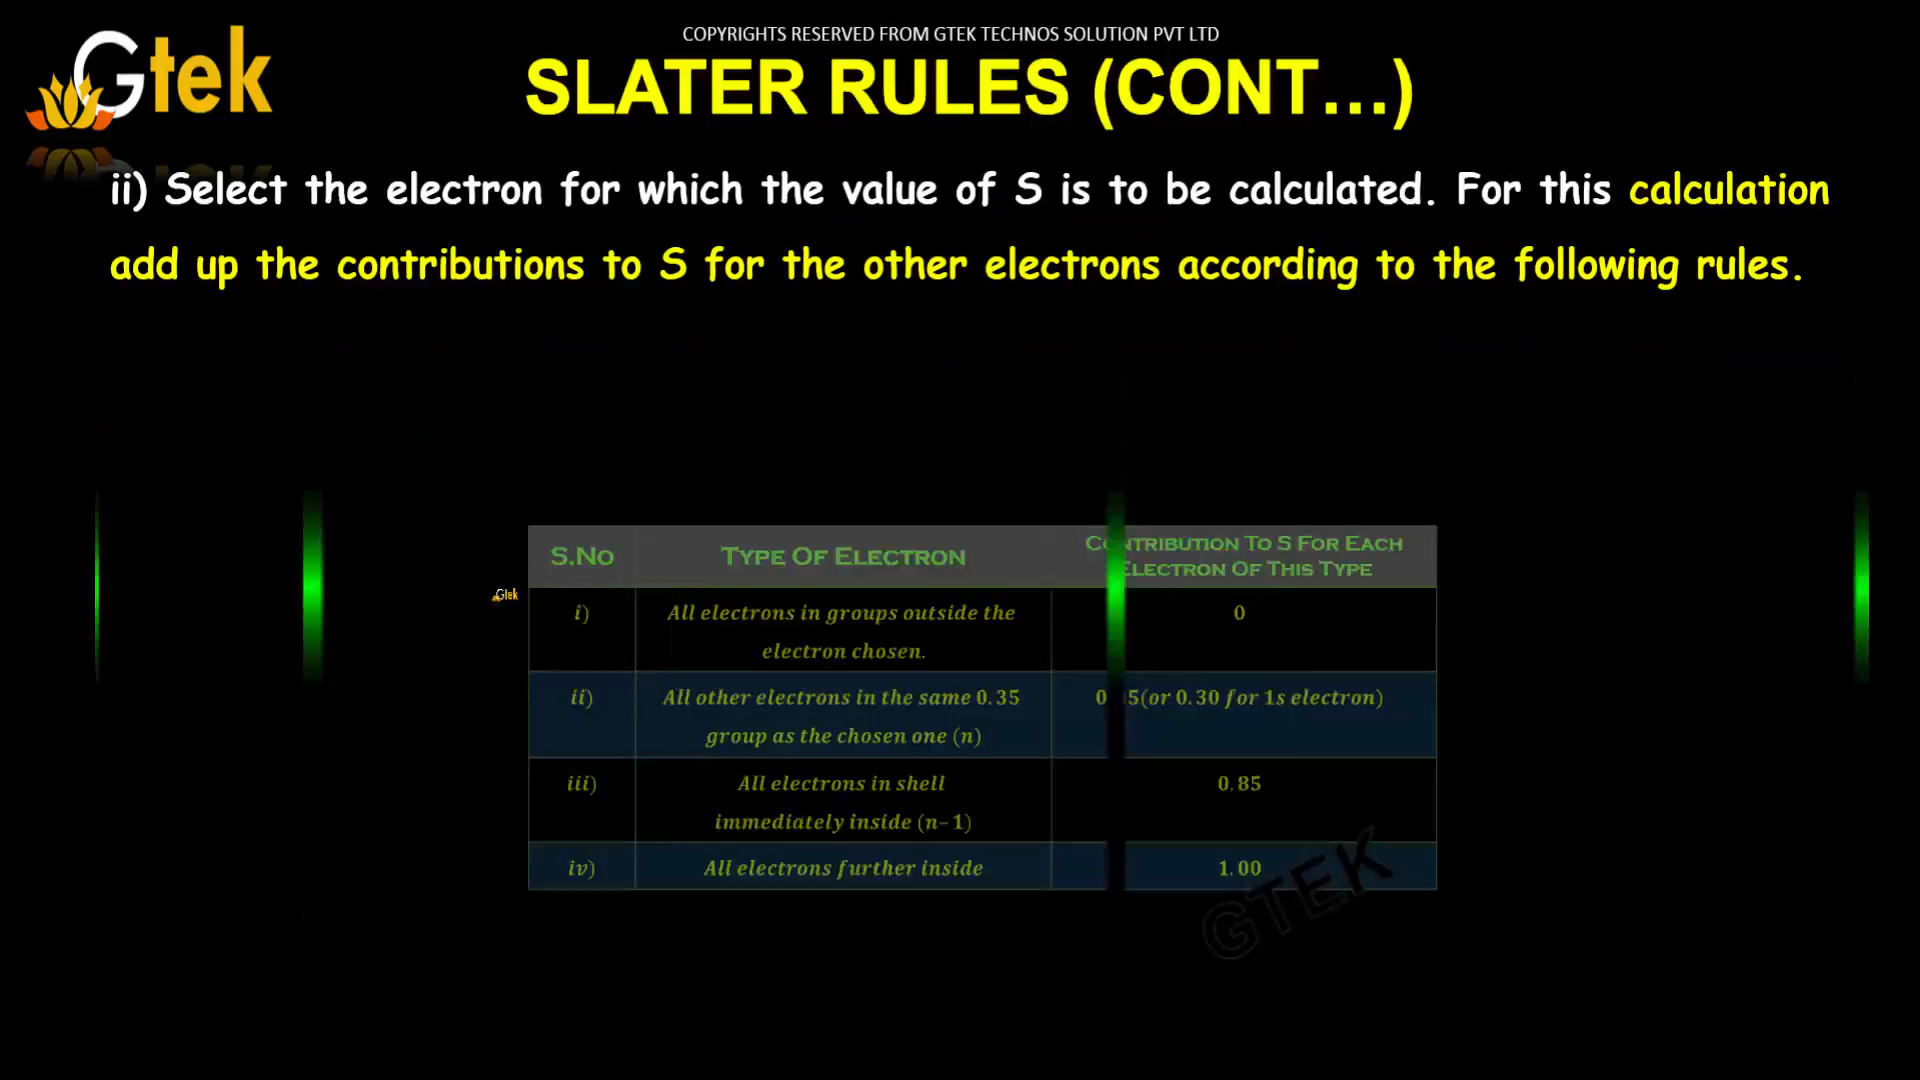 COPYRIGHTS RESERVED FROM GTEK TECHNOS SOLUTION PVT LTD
Gtek
SLATER RULES (CONT...)
ii) Select the electron for which the value of S is to be calculated. For this calculation
add up the contributions to S for the other electrons according to the following rules.
S.NO TYPE OF ELECTRON CONTRIBUTION TO S FOR EACH
ELECTRON OF THIS TYPE
Gtek
i) All electrons in groups outside the 0
electron chosen.
ii) All other electrons in the same 0.35 (or 0.30 for 1s electron)
group as the chosen one (n)
iii) All electrons in shell 0.85
immediately inside (n-1)
iv) All electrons further inside 1.00
GTEK